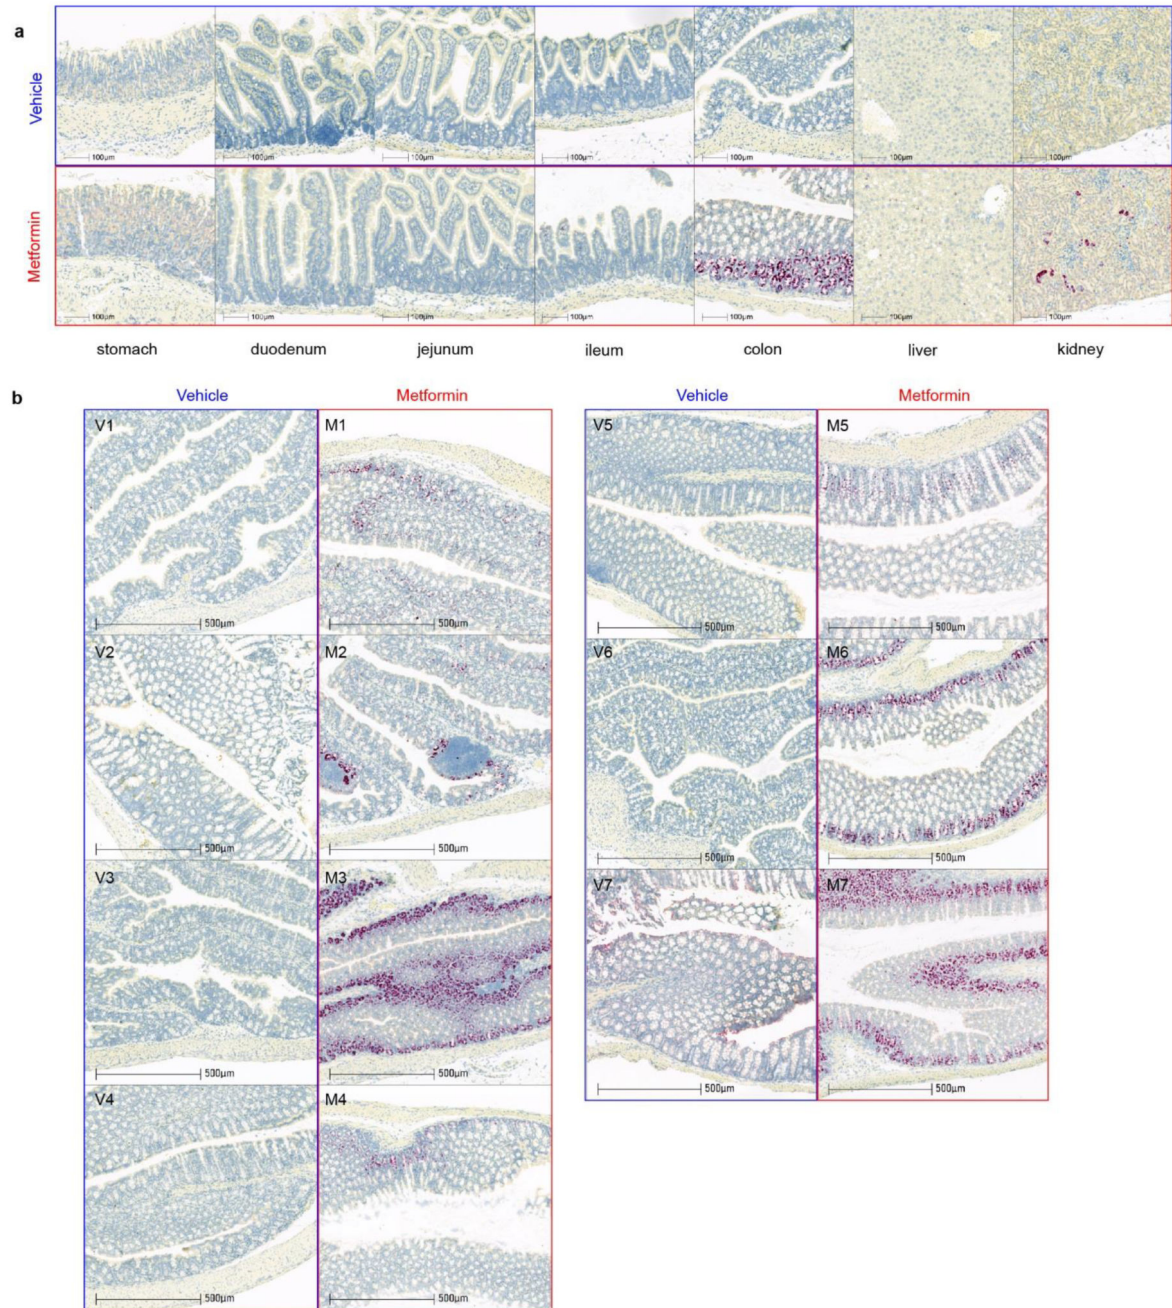 a
Vehicle
100µm 100µm 100µm 100µm 100µm 100µm 100µm
Metformin
100µm 100µm 100µm 100µm 100µm 100µm 100µm
stomach duodenum jejunum ileum colon liver kidney
b
Vehicle Metformin Vehicle Metformin
V1 M1 V5 M5
500µm 500µm 500µm 500µm
V2 M2 V6 M6
500µm 500µm 500µm 500µm
V3 M3 V7 M7
500µm 500µm 500µm 500µm
V4 M4
500µm 500µm